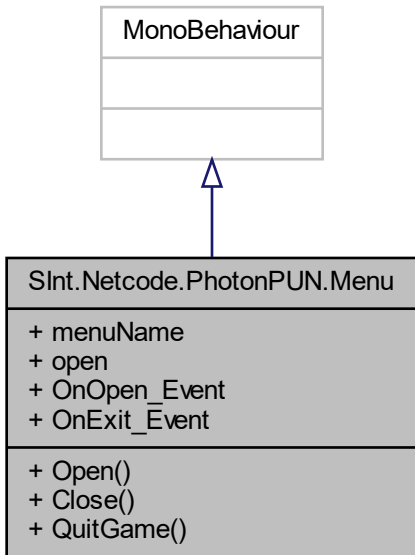 MonoBehaviour
SInt.Netcode.PhotonPUN.Menu
+ menuName
+ open
+ OnOpen_Event
+ OnExit_Event
+ Open()
+ Close()
+ QuitGame()